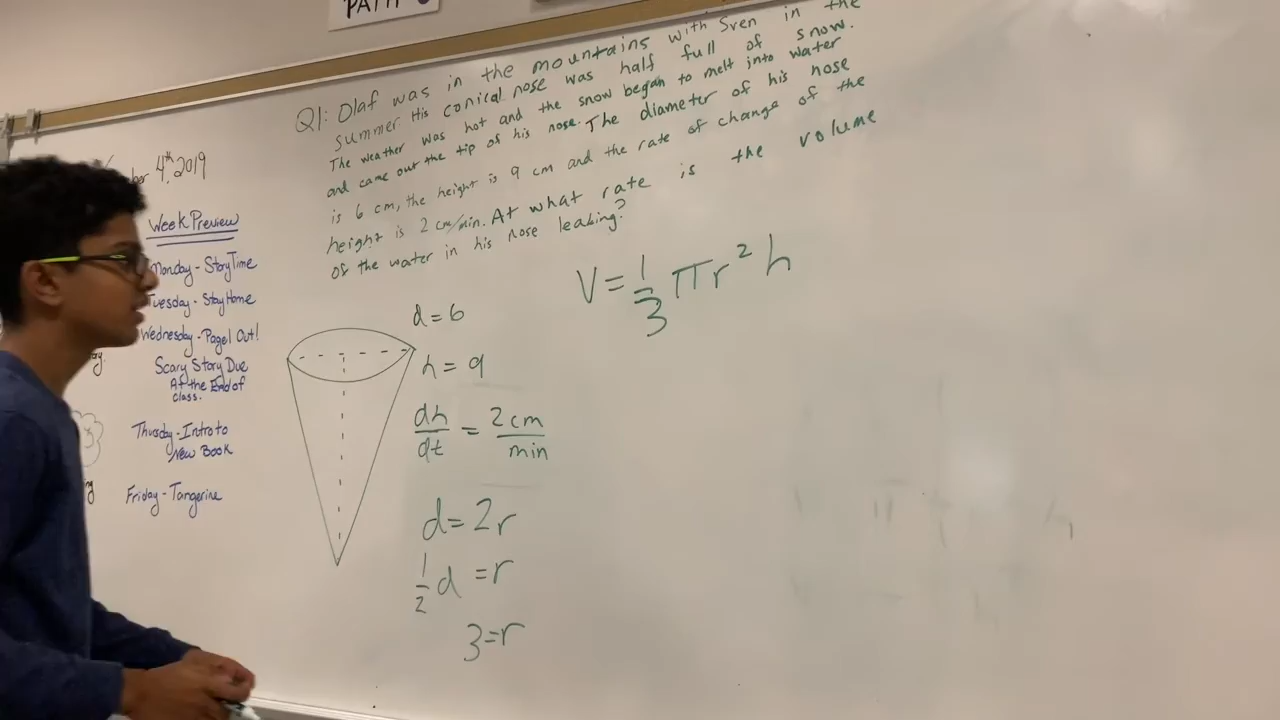 PATH
Q1: Olaf was in the mountains with Sven in the
summer. His conical nose was half full of snow.
The weather was hot and the snow began to melt into water
and came out the tip of his nose. The diameter of his nose
is 6 cm, the height is 9 cm and the rate of change of the
height is 2 cm/min. At what rate is the volume
of the water in his nose leaking?
4th, 2019
Week Preview
Monday - Story Time
Tuesday - Stay Home
Wednesday - Page 1 Out!
Scary Story Due
At the End of
class.
Thursday - Intro to
New Book
Friday - Tangerine
V = 1/3 πr² h
d = 6
h = 9
dh/dt = 2 cm/min
d = 2r
1/2 d = r
3 = r